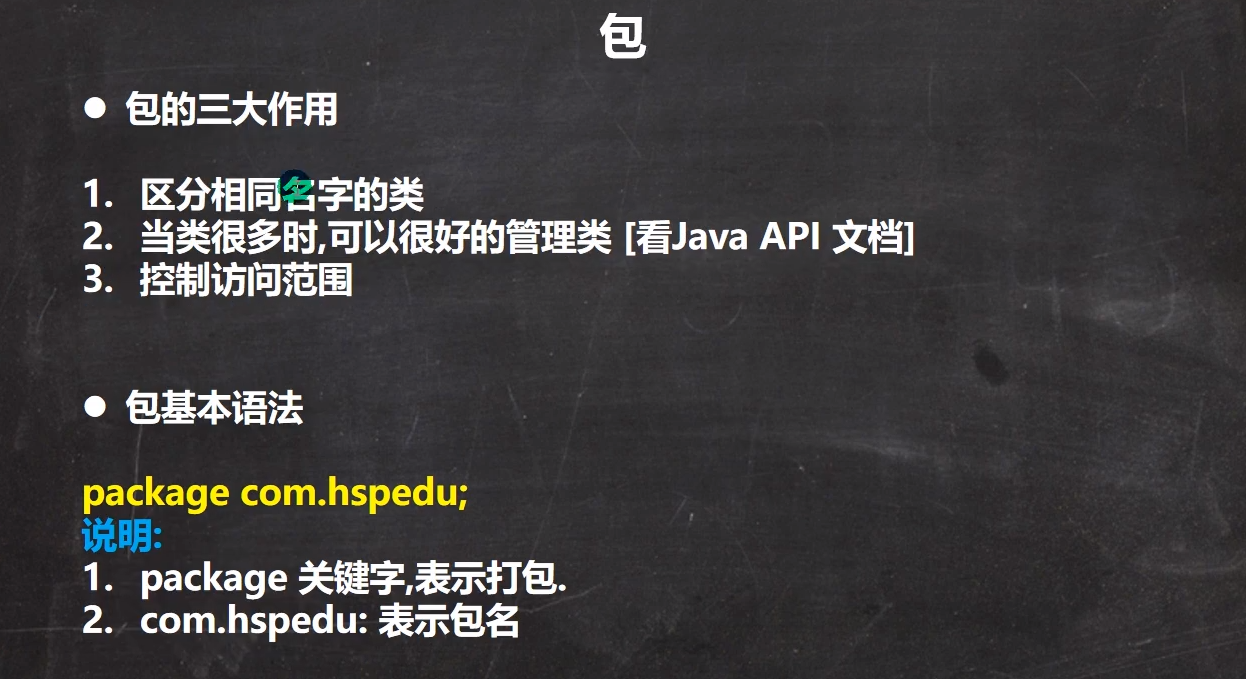 包
● 包的三大作用
1. 区分相同名字的类
2. 当类很多时,可以很好的管理类 [看Java API 文档]
3. 控制访问范围
● 包基本语法
package com.hspedu;
说明:
1. package 关键字,表示打包.
2. com.hspedu: 表示包名